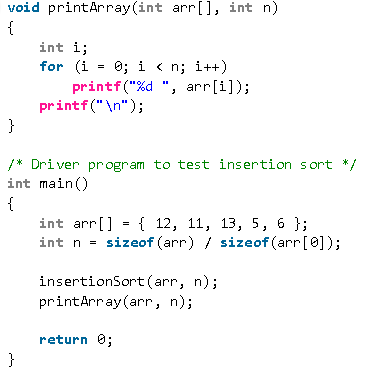 void printArray(int arr[], int n)
{
    int i;
    for (i = 0; i < n; i++)
        printf("%d ", arr[i]);
    printf("\n");
}

/* Driver program to test insertion sort */
int main()
{
    int arr[] = { 12, 11, 13, 5, 6 };
    int n = sizeof(arr) / sizeof(arr[0]);

    insertionSort(arr, n);
    printArray(arr, n);

    return 0;
}